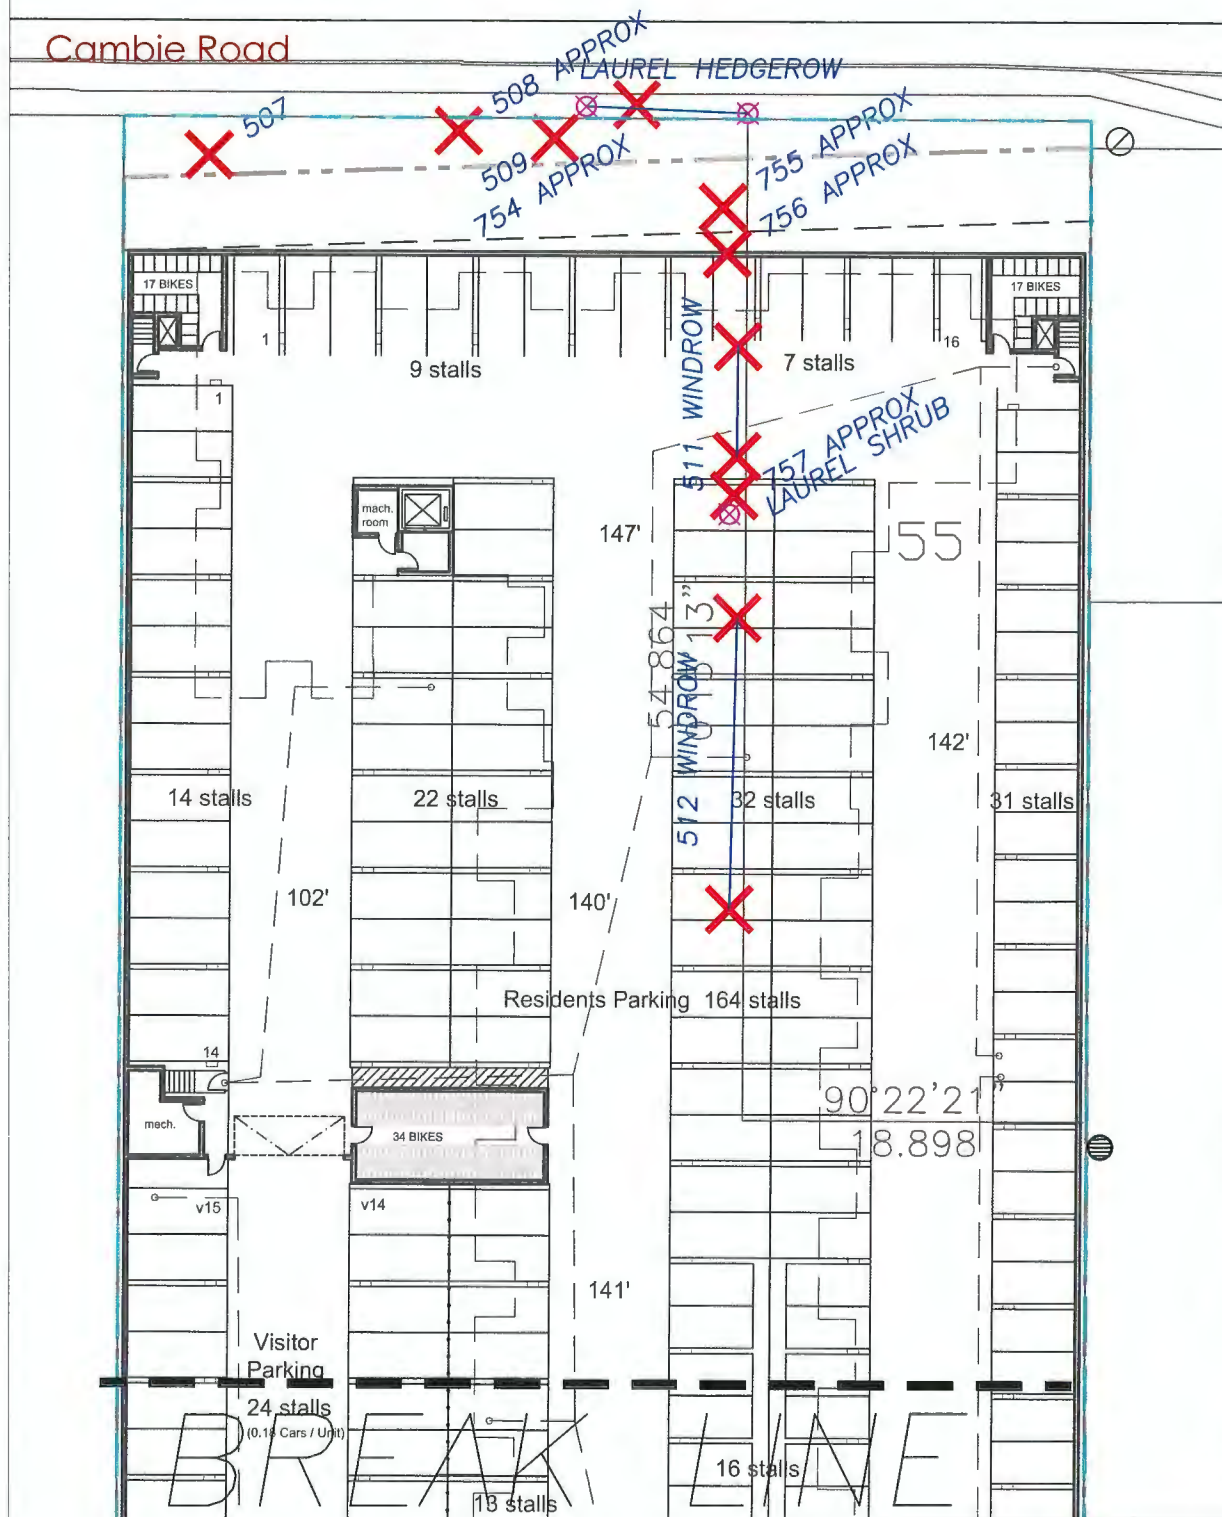 Cambie Road
507
508 APPROX
LAUREL HEDGEROW
509
754 APPROX
755 APPROX
756 APPROX
17 BIKES
17 BIKES
1
16
9 stalls
7 stalls
511 WINDROW
1
757 APPROX
LAUREL SHRUB
mach.
room
147'
55
54.864
13"
512 WINDROW
142'
14 stalls
22 stalls
32 stalls
31 stalls
102'
140'
Residents Parking 164 stalls
14
mech.
34 BIKES
90°22'21"
18.898
v15
v14
141'
Visitor
Parking
24 stalls
(0.18 Cars / Unit)
BREAK LINE
16 stalls
13 stalls